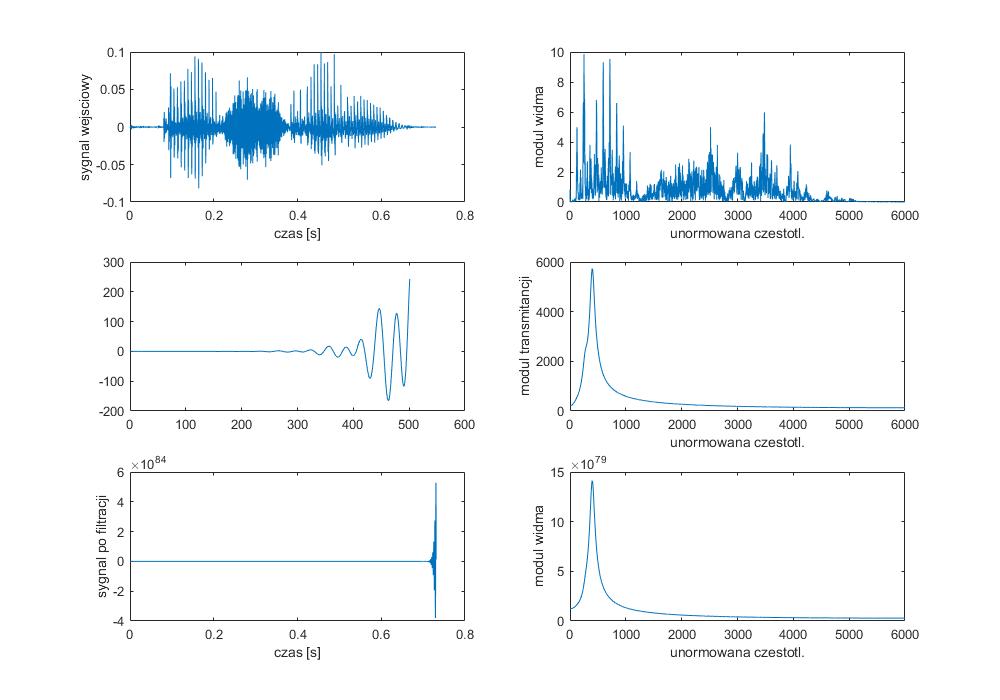 0.1
0.05
0
-0.05
-0.1
sygnal wejsciowy
0 0.2 0.4 0.6 0.8
czas [s]
10
8
6
4
2
0
modul widma
0 1000 2000 3000 4000 5000 6000
unormowana czestotl.
300
200
100
0
-100
-200
0 100 200 300 400 500 600
6000
4000
2000
0
modul transmitancji
0 1000 2000 3000 4000 5000 6000
unormowana czestotl.
×10^84
6
4
2
0
-2
-4
sygnal po filtracji
0 0.2 0.4 0.6 0.8
czas [s]
×10^79
15
10
5
0
modul widma
0 1000 2000 3000 4000 5000 6000
unormowana czestotl.